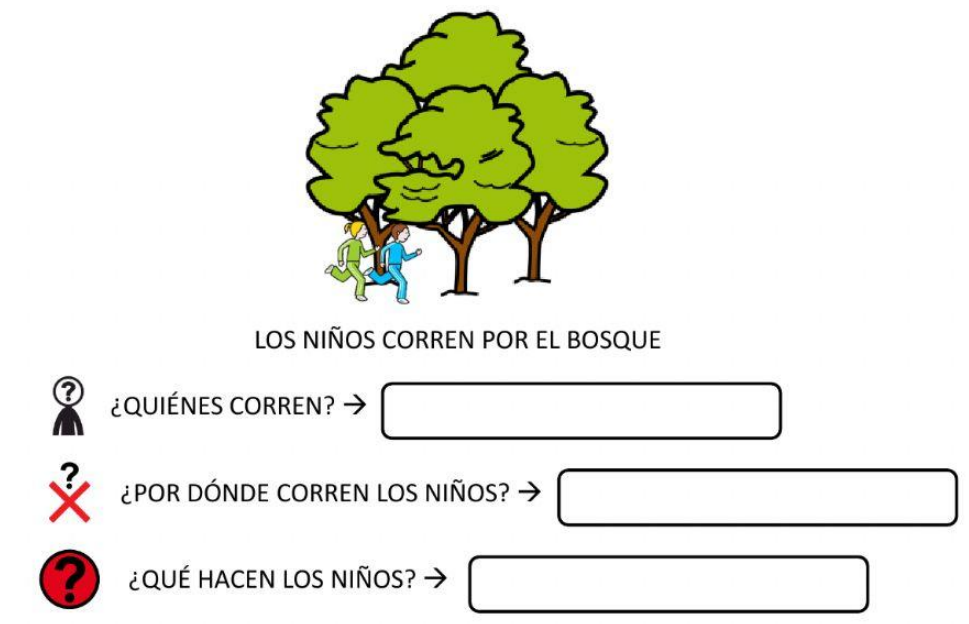 LOS NIÑOS CORREN POR EL BOSQUE
? ¿QUIÉNES CORREN? →
? ¿POR DÓNDE CORREN LOS NIÑOS? →
? ¿QUÉ HACEN LOS NIÑOS? →